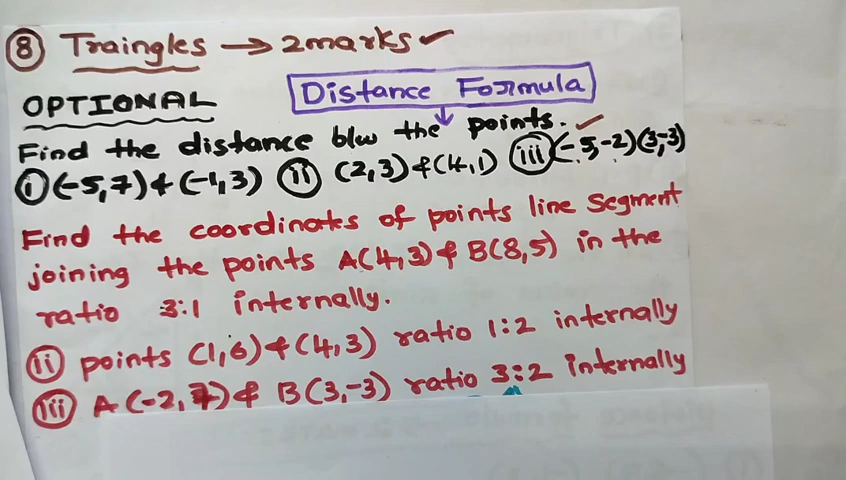 ⑧ Traingles → 2marks ✓
OPTIONAL
Distance Formula
Find the distance b/w the points. ✓
ⓘ (-5,7) & (-1,3) ⓘⓘ (2,3) & (4,1) ⓘⓘⓘ (-5,-2) (3,-3)
Find the coordinates of points line segment
joining the points A(4,3) & B(8,5) in the
ratio 3:1 internally.
ii points (1,6) & (4,3) ratio 1:2 internally
iii A(-2,7) & B(3,-3) ratio 3:2 internally